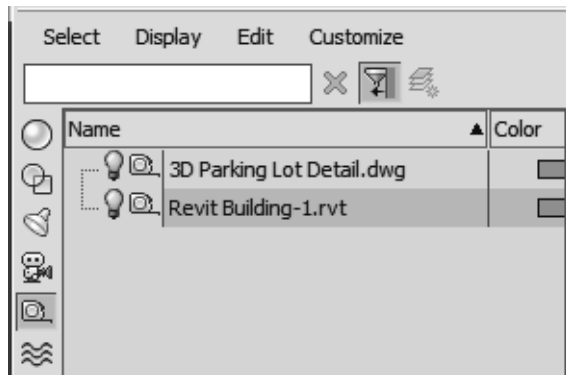 Select Display Edit Customize
Name Color
3D Parking Lot Detail.dwg
Revit Building-1.rvt